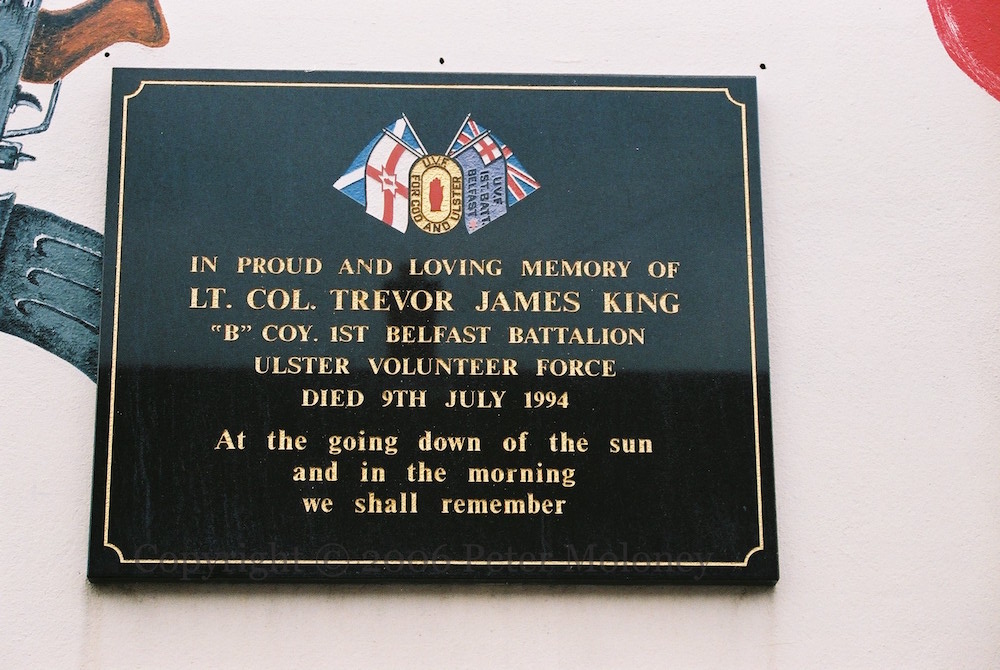 U.V.F.
FOR GOD AND ULSTER
U.V.F.
1ST. BATT.
BELFAST
IN PROUD AND LOVING MEMORY OF
LT. COL. TREVOR JAMES KING
"B" COY. 1ST BELFAST BATTALION
ULSTER VOLUNTEER FORCE
DIED 9TH JULY 1994
At the going down of the sun
and in the morning
we shall remember
Copyright © 2006 Peter Moloney